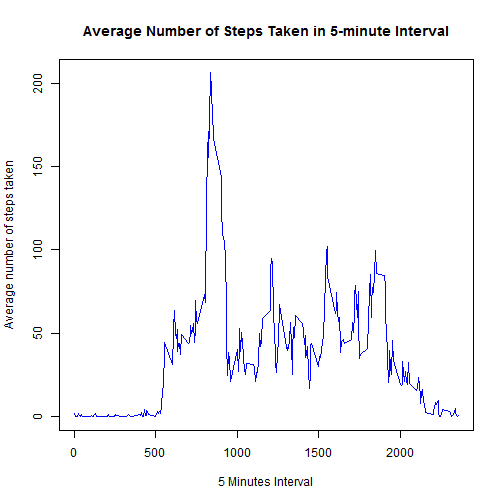 Average Number of Steps Taken in 5-minute Interval
Average number of steps taken
200
150
100
50
0
0 500 1000 1500 2000
5 Minutes Interval